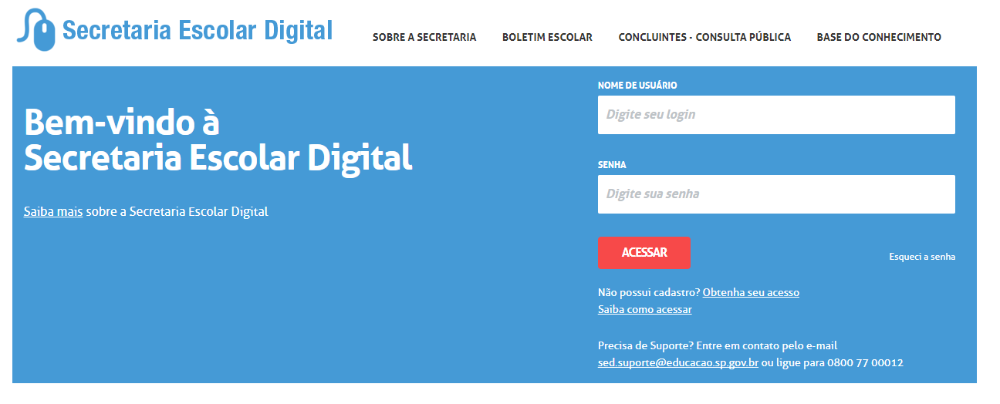 Secretaria Escolar Digital
SOBRE A SECRETARIA
BOLETIM ESCOLAR
CONCLUINTES - CONSULTA PÚBLICA
BASE DO CONHECIMENTO
Bem-vindo à
Secretaria Escolar Digital
Saiba mais sobre a Secretaria Escolar Digital
NOME DE USUÁRIO
Digite seu login
SENHA
Digite sua senha
ACESSAR
Esqueci a senha
Não possui cadastro? Obtenha seu acesso
Saiba como acessar
Precisa de Suporte? Entre em contato pelo e-mail
sed.suporte@educacao.sp.gov.br ou ligue para 0800 77 00012